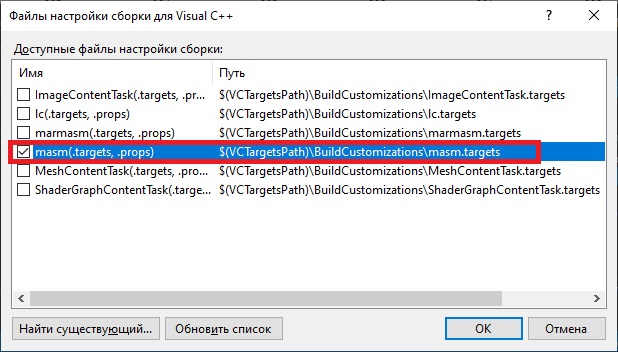 Файлы настройки сборки для Visual C++
Доступные файлы настройки сборки:
Имя Путь
ImageContentTask(.targets, .pr... $(VCTargetsPath)\BuildCustomizations\ImageContentTask.targets
lc(.targets, .props) $(VCTargetsPath)\BuildCustomizations\lc.targets
marmasm(.targets, .props) $(VCTargetsPath)\BuildCustomizations\marmasm.targets
masm(.targets, .props) $(VCTargetsPath)\BuildCustomizations\masm.targets
MeshContentTask(.targets, .pr... $(VCTargetsPath)\BuildCustomizations\MeshContentTask.targets
ShaderGraphContentTask(.targe... $(VCTargetsPath)\BuildCustomizations\ShaderGraphContentTask.targets
Найти существующий... Обновить список ОК Отмена